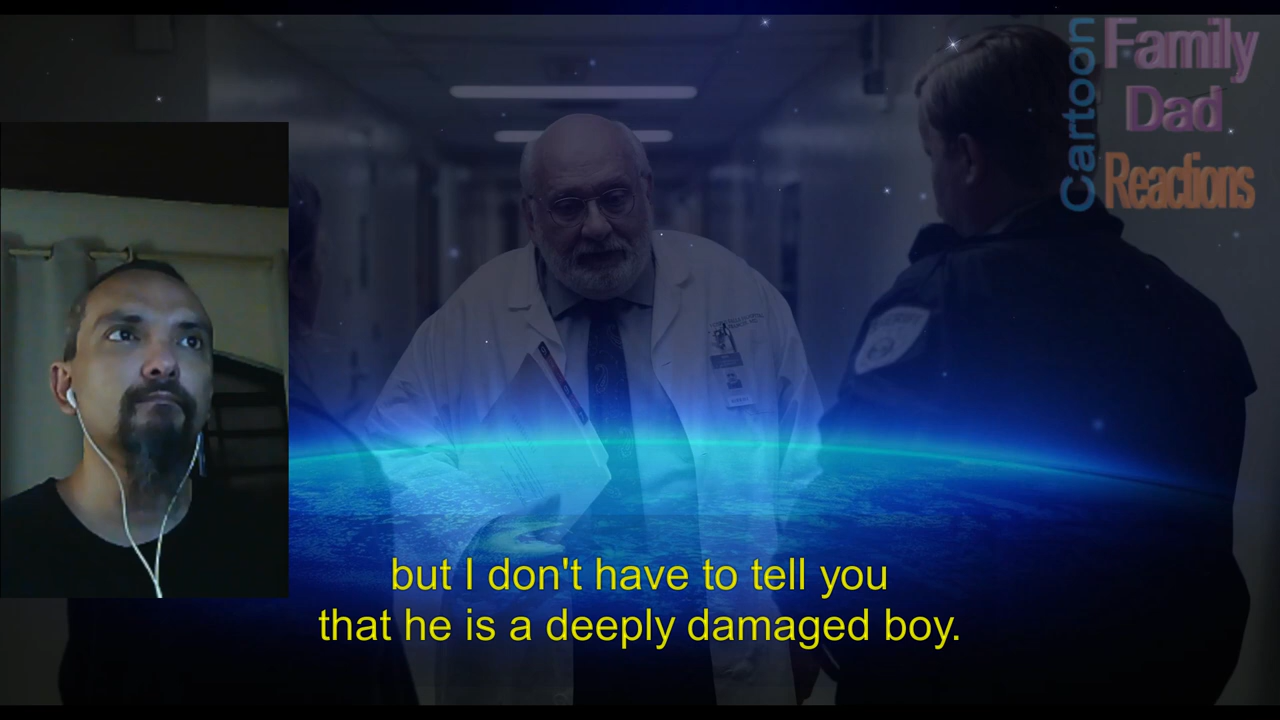 Cartoon
Family
Dad
Reactions
but I don't have to tell you
that he is a deeply damaged boy.